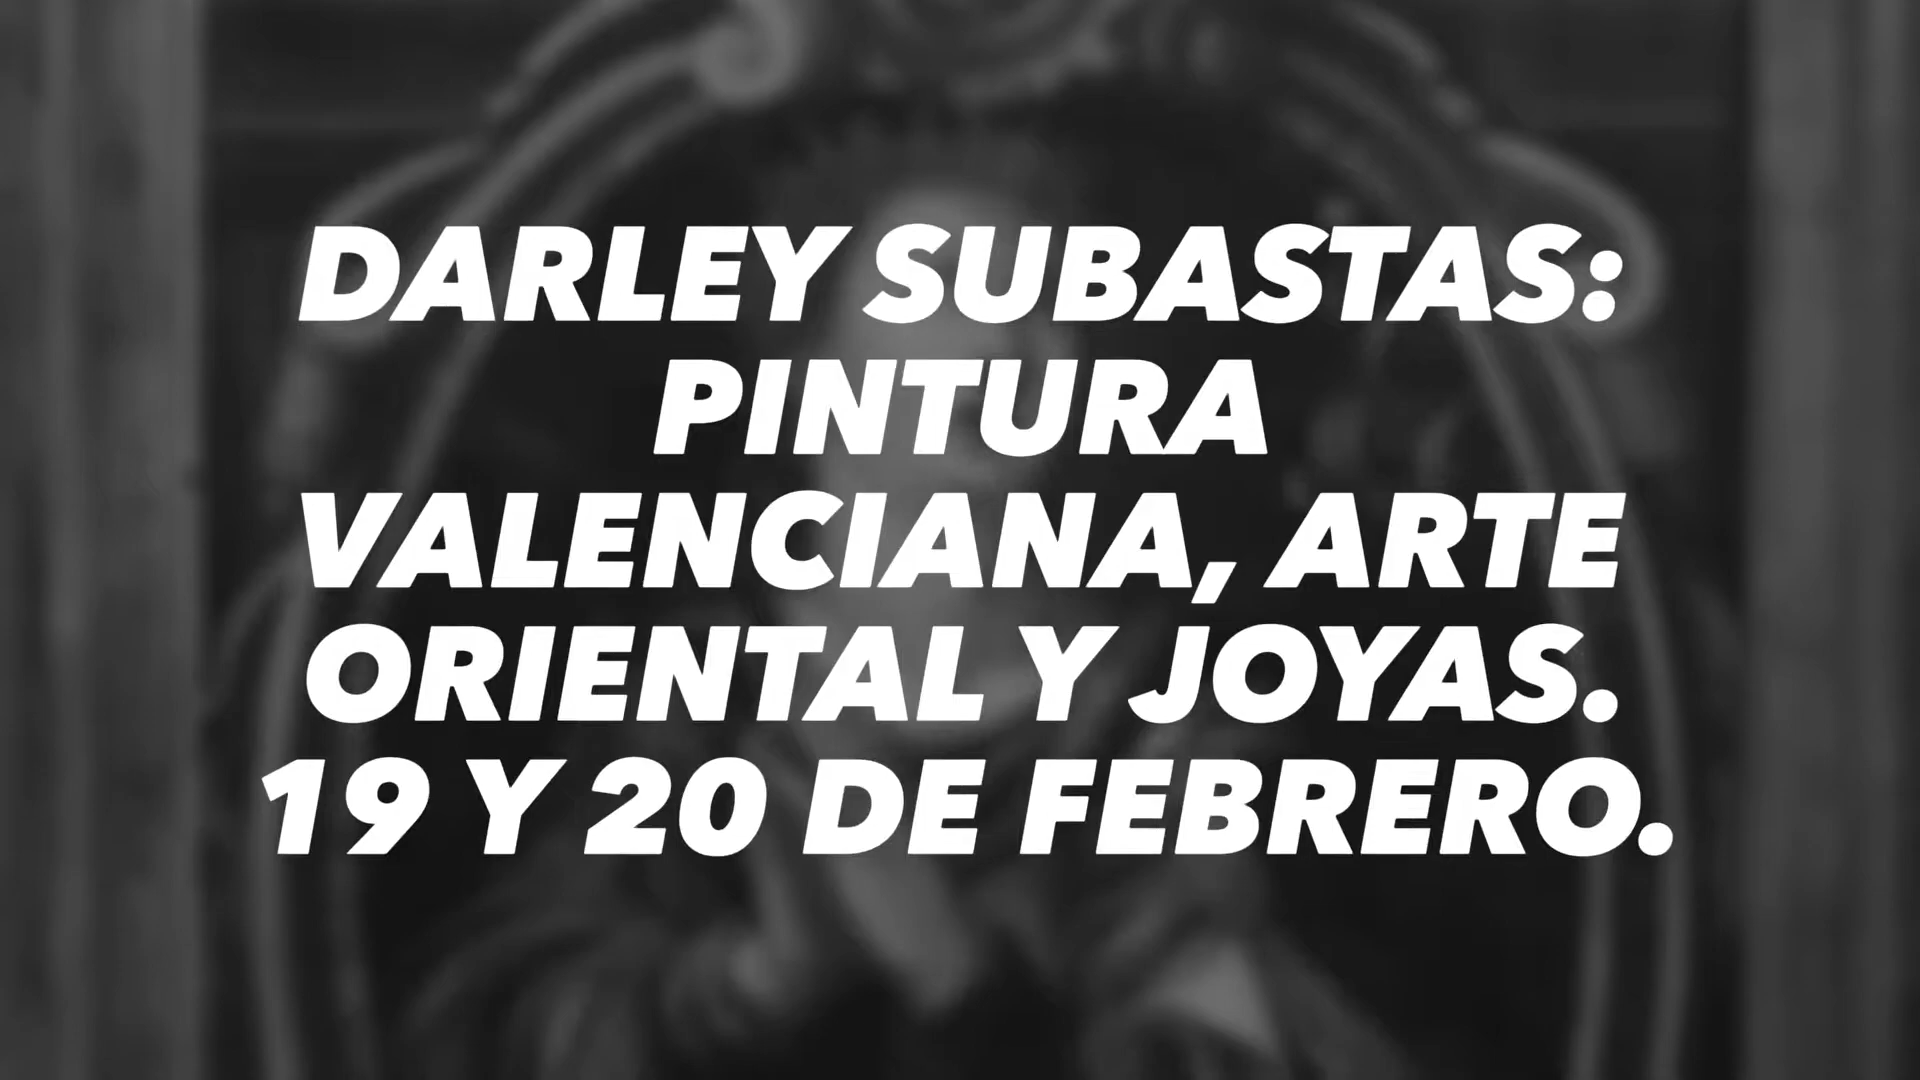 DARLEY SUBASTAS:
PINTURA
VALENCIANA, ARTE
ORIENTAL Y JOYAS.
19 Y 20 DE FEBRERO.